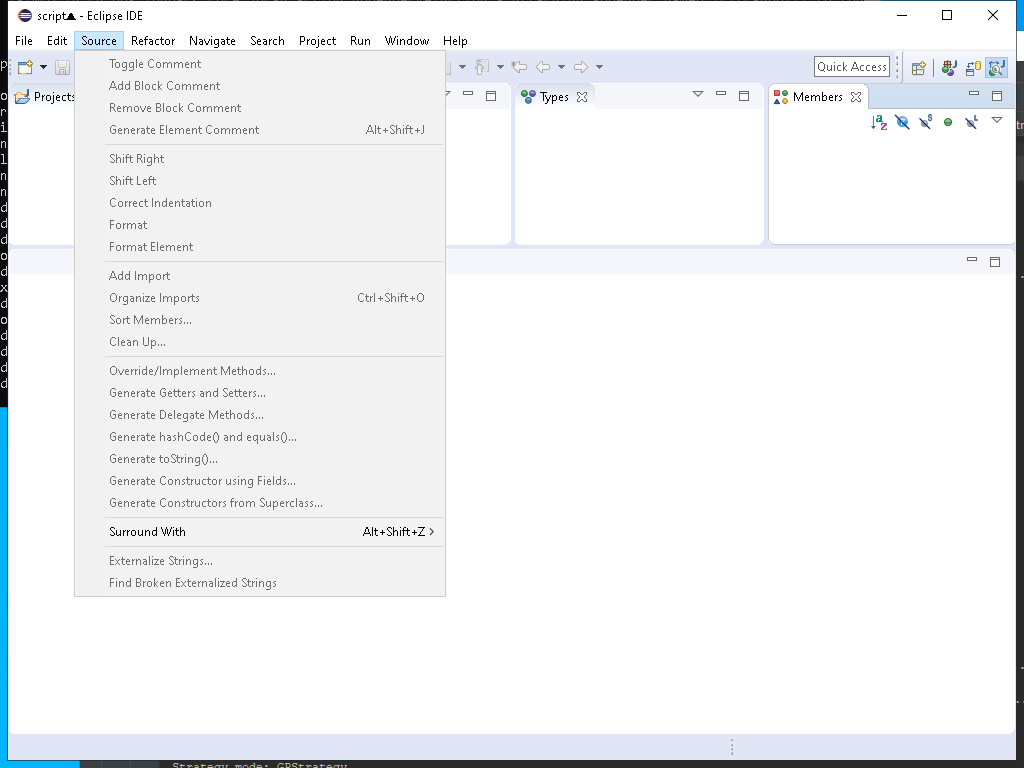 script▲ - Eclipse IDE
File Edit Source Refactor Navigate Search Project Run Window Help
Quick Access
Projects Types Members
Toggle Comment
Add Block Comment
Remove Block Comment
Generate Element Comment Alt+Shift+J
Shift Right
Shift Left
Correct Indentation
Format
Format Element
Add Import
Organize Imports Ctrl+Shift+O
Sort Members...
Clean Up...
Override/Implement Methods...
Generate Getters and Setters...
Generate Delegate Methods...
Generate hashCode() and equals()...
Generate toString()...
Generate Constructor using Fields...
Generate Constructors from Superclass...
Surround With Alt+Shift+Z
Externalize Strings...
Find Broken Externalized Strings
Strategy mode: GPStrategy